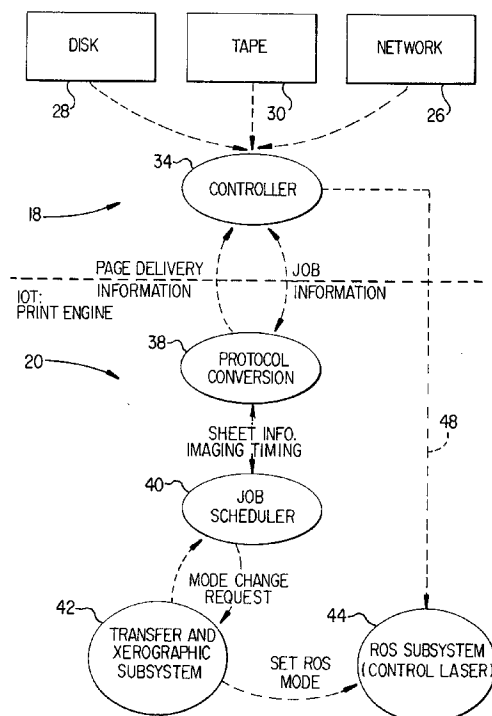 DISK
TAPE
NETWORK
28
30
26
34
CONTROLLER
18
PAGE DELIVERY
INFORMATION
JOB
INFORMATION
IOT:
PRINT ENGINE
38
PROTOCOL
CONVERSION
20
SHEET INFO.
IMAGING TIMING
48
40
JOB
SCHEDULER
MODE CHANGE
REQUEST
42
44
TRANSFER AND
XEROGRAPHIC
SUBSYSTEM
ROS SUBSYSTEM
(CONTROL LASER)
SET ROS
MODE